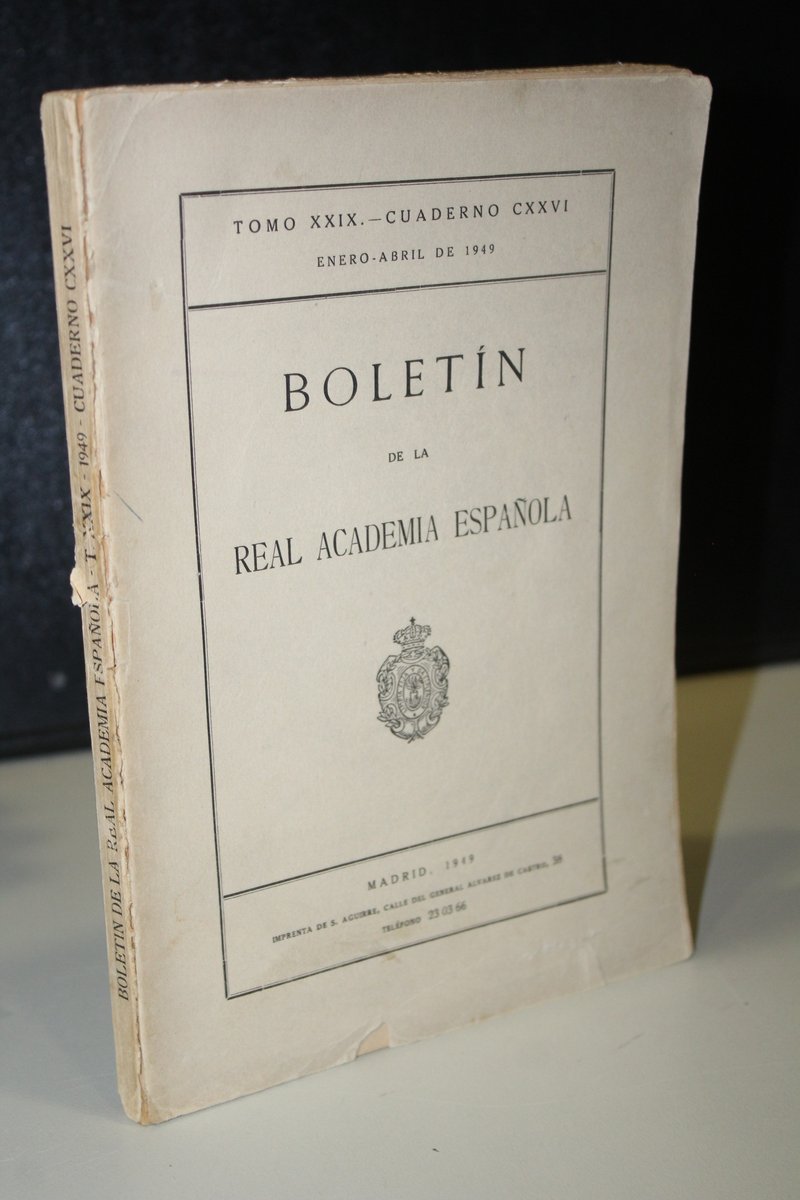 TOMO XXIX.—CUADERNO CXXVI
ENERO-ABRIL DE 1949
BOLETÍN
DE LA
REAL ACADEMIA ESPAÑOLA
MADRID, 1949
IMPRENTA DE S. AGUIRRE, CALLE DEL GENERAL ALVAREZ DE CASTRO, 38
TELÉFONO 23 03 66
BOLETIN DE LA REAL ACADEMIA ESPAÑOLA - T. XXIX - 1949 - CUADERNO CXXVI